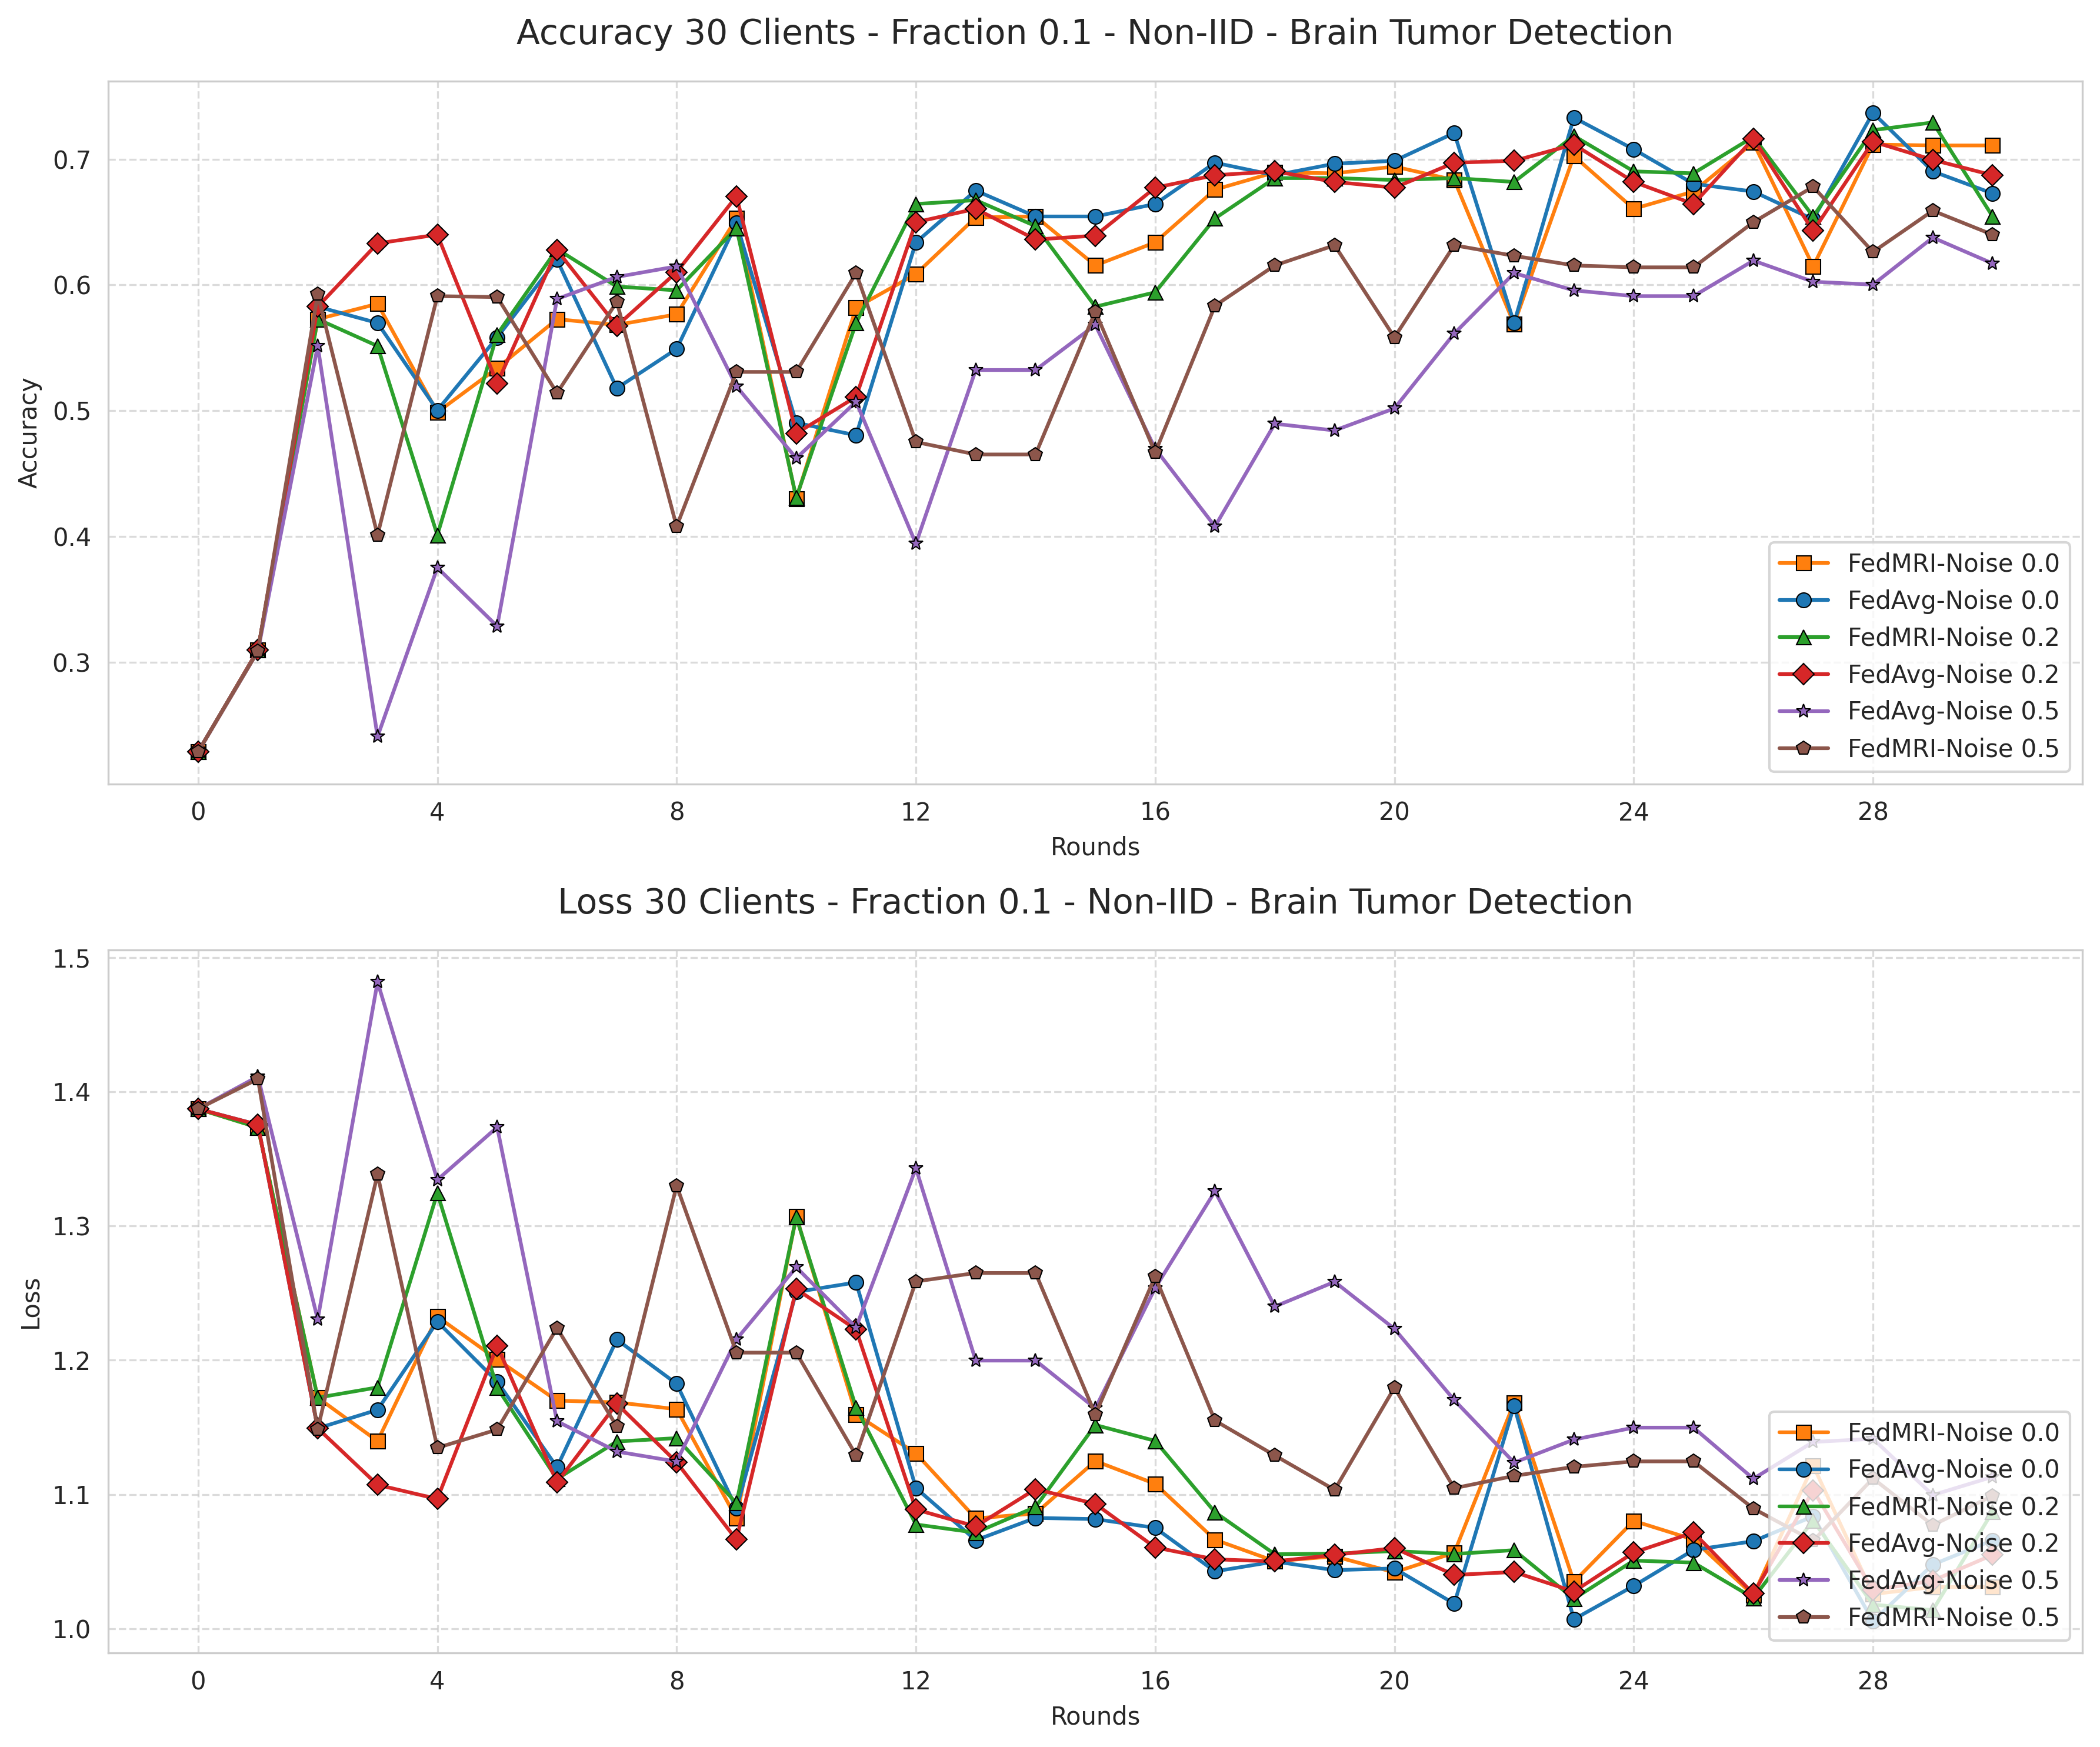 Accuracy 30 Clients - Fraction 0.1 - Non-IID - Brain Tumor Detection
0.7
0.6
0.5
0.4
0.3
Accuracy
FedMRI-Noise 0.0
FedAvg-Noise 0.0
FedMRI-Noise 0.2
FedAvg-Noise 0.2
FedAvg-Noise 0.5
FedMRI-Noise 0.5
0 4 8 12 16 20 24 28
Rounds
Loss 30 Clients - Fraction 0.1 - Non-IID - Brain Tumor Detection
1.5
1.4
1.3
1.2
1.1
1.0
Loss
FedMRI-Noise 0.0
FedAvg-Noise 0.0
FedMRI-Noise 0.2
FedAvg-Noise 0.2
FedAvg-Noise 0.5
FedMRI-Noise 0.5
0 4 8 12 16 20 24 28
Rounds